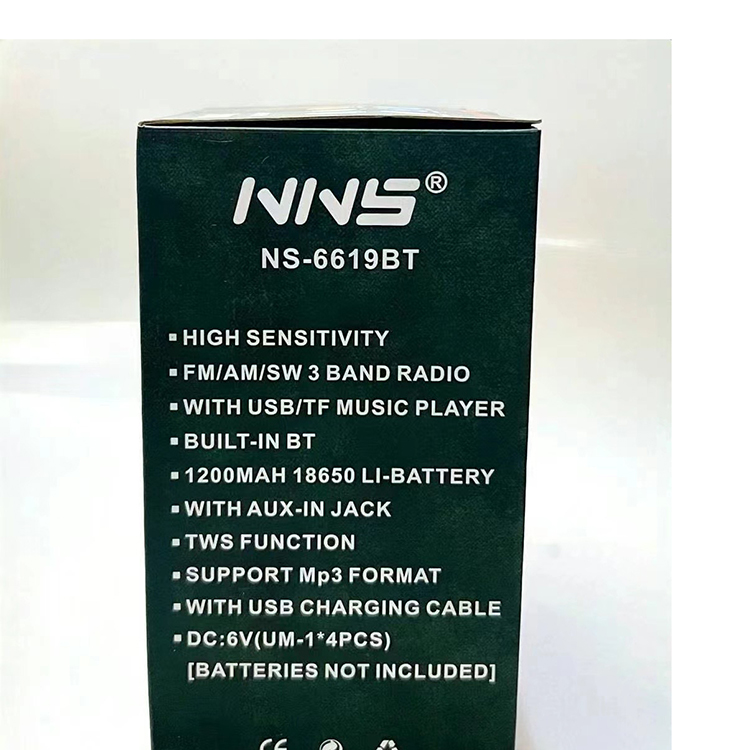 NNS®
NS-6619BT
▪ HIGH SENSITIVITY
▪ FM/AM/SW 3 BAND RADIO
▪ WITH USB/TF MUSIC PLAYER
▪ BUILT-IN BT
▪ 1200MAH 18650 LI-BATTERY
▪ WITH AUX-IN JACK
▪ TWS FUNCTION
▪ SUPPORT Mp3 FORMAT
▪ WITH USB CHARGING CABLE
▪ DC:6V(UM-1*4PCS)
[BATTERIES NOT INCLUDED]
CE